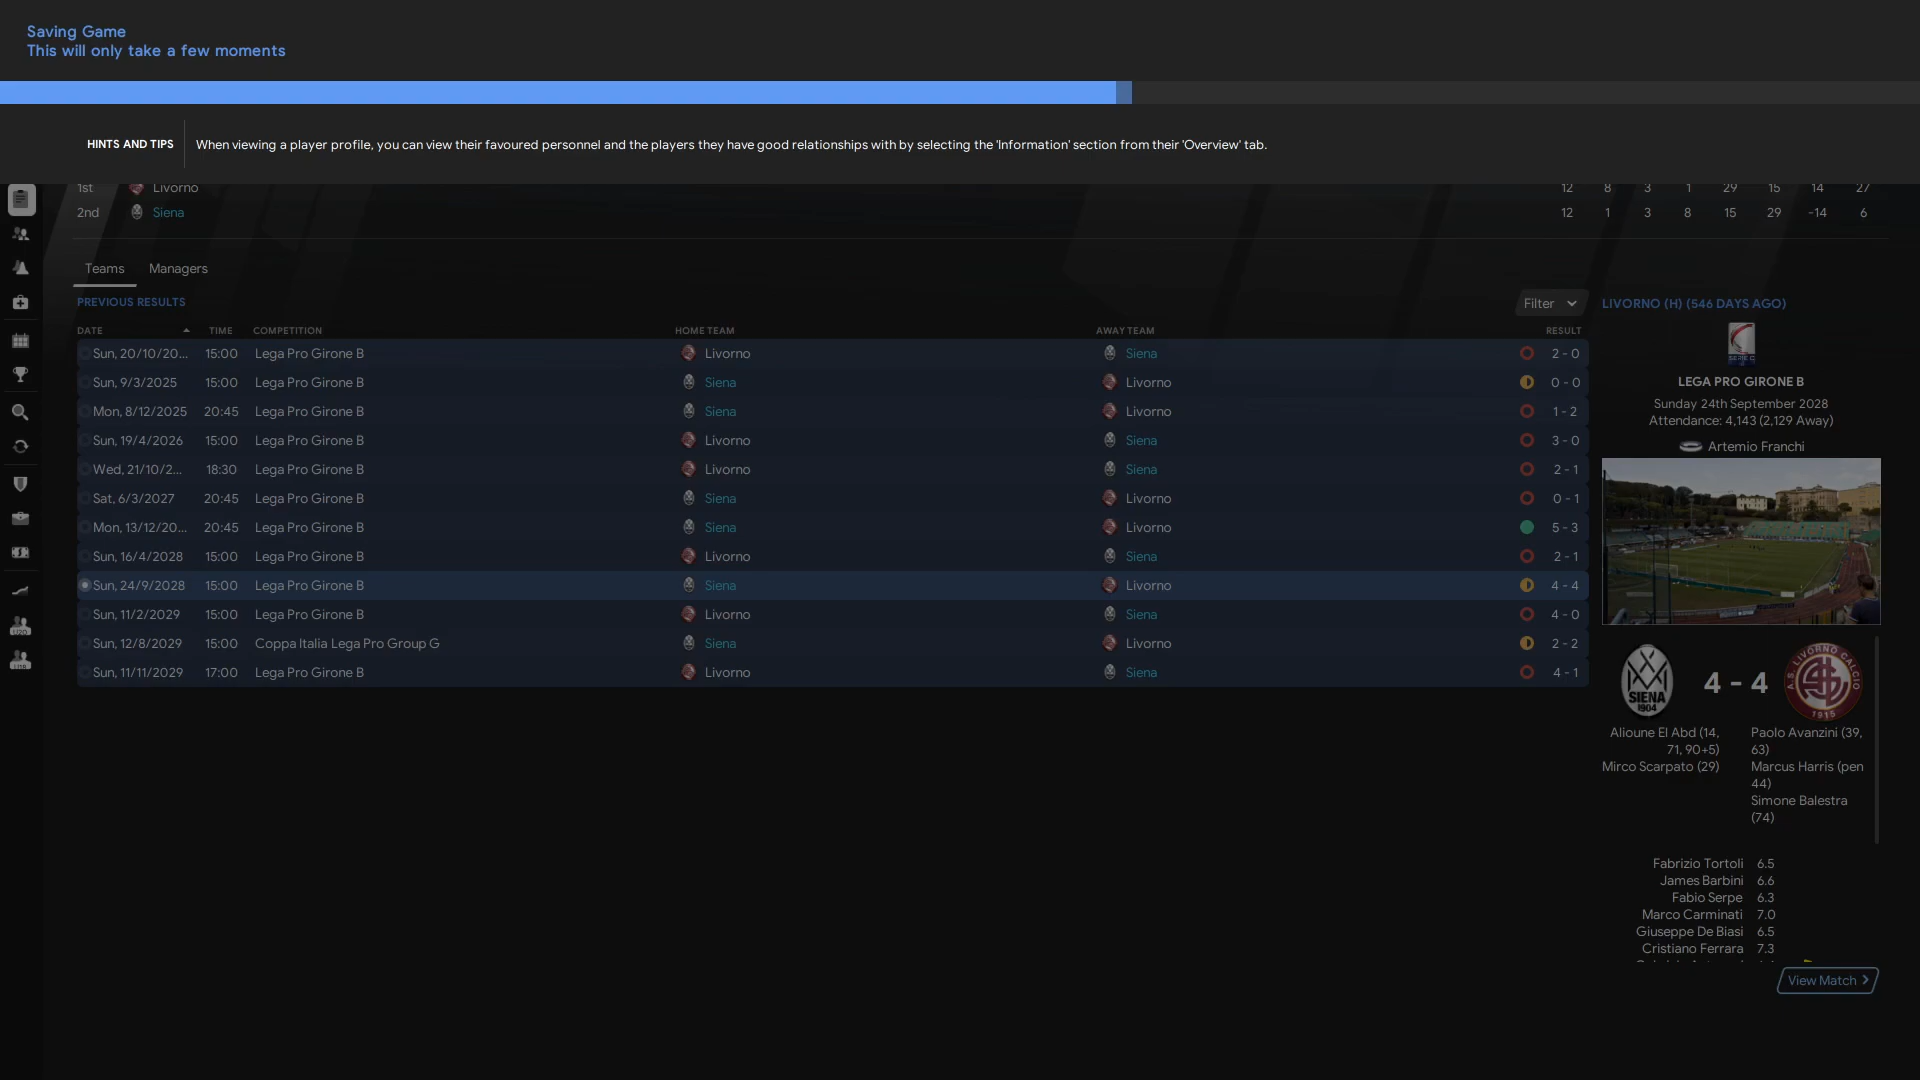 Saving Game
This will only take a few moments
HINTS AND TIPS When viewing a player profile, you can view their favoured personnel and the players they have good relationships with by selecting the 'Information' section from their 'Overview' tab.
1st Livorno 12 8 3 1 29 15 14 27
2nd Siena 12 1 3 8 15 29 -14 6
Teams Managers
PREVIOUS RESULTS Filter
DATE TIME COMPETITION HOME TEAM AWAY TEAM RESULT
Sun, 20/10/20... 15:00 Lega Pro Girone B Livorno Siena 2 - 0
Sun, 9/3/2025 15:00 Lega Pro Girone B Siena Livorno 0 - 0
Mon, 8/12/2025 20:45 Lega Pro Girone B Siena Livorno 1 - 2
Sun, 19/4/2026 15:00 Lega Pro Girone B Livorno Siena 3 - 0
Wed, 21/10/2... 18:30 Lega Pro Girone B Livorno Siena 2 - 1
Sat, 6/3/2027 20:45 Lega Pro Girone B Siena Livorno 0 - 1
Mon, 13/12/20... 20:45 Lega Pro Girone B Siena Livorno 5 - 3
Sun, 16/4/2028 15:00 Lega Pro Girone B Livorno Siena 2 - 1
Sun, 24/9/2028 15:00 Lega Pro Girone B Siena Livorno 4 - 4
Sun, 11/2/2029 15:00 Lega Pro Girone B Livorno Siena 4 - 0
Sun, 12/8/2029 15:00 Coppa Italia Lega Pro Group G Siena Livorno 2 - 2
Sun, 11/11/2029 17:00 Lega Pro Girone B Livorno Siena 4 - 1
LIVORNO (H) (546 DAYS AGO)
SERIE C
LEGA PRO GIRONE B
Sunday 24th September 2028
Attendance: 4,143 (2,129 Away)
Artemio Franchi
SIENA
1904
4 - 4
A.S. LIVORNO CALCIO
1915
Alioune El Abd (14,
71, 90+5)
Mirco Scarpato (29)
Paolo Avanzini (39,
63)
Marcus Harris (pen
44)
Simone Balestra
(74)
Fabrizio Tortoli 6.5
James Barbini 6.6
Fabio Serpe 6.3
Marco Carminati 7.0
Giuseppe De Biasi 6.5
Cristiano Ferrara 7.3
View Match